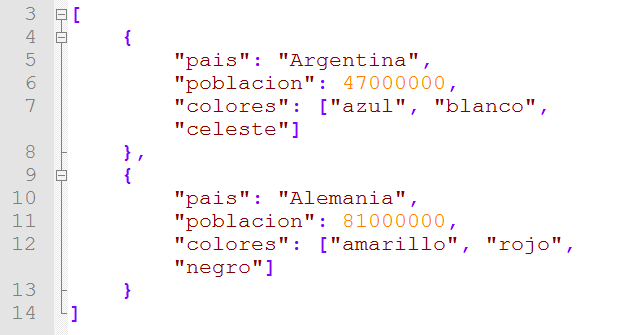 3 [
4 {
5 "pais": "Argentina",
6 "poblacion": 47000000,
7 "colores": ["azul", "blanco",
"celeste"]
8 },
9 {
10 "pais": "Alemania",
11 "poblacion": 81000000,
12 "colores": ["amarillo", "rojo",
"negro"]
13 }
14 ]